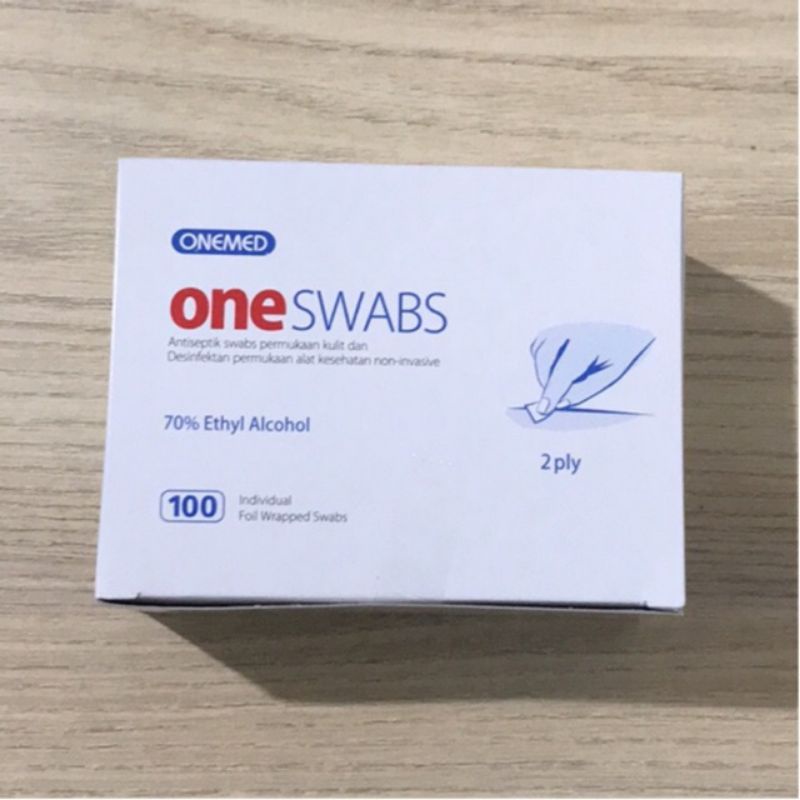 ONEMED
oneSWABS
Antiseptik swabs permukaan kulit dan
Desinfektan permukaan alat kesehatan non-invasive
70% Ethyl Alcohol
2 ply
100 Individual
Foil Wrapped Swabs